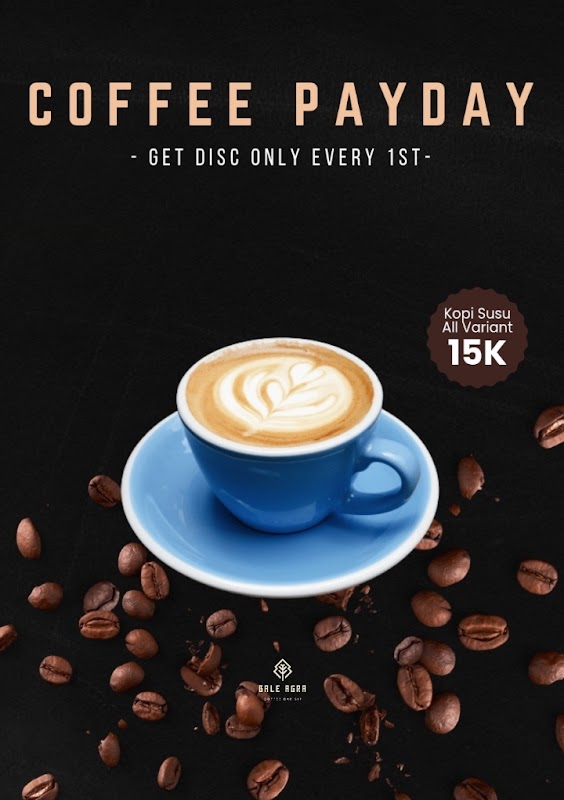 COFFEE PAYDAY
- GET DISC ONLY EVERY 1ST-
Kopi Susu
All Variant
15K
GALE AGRA